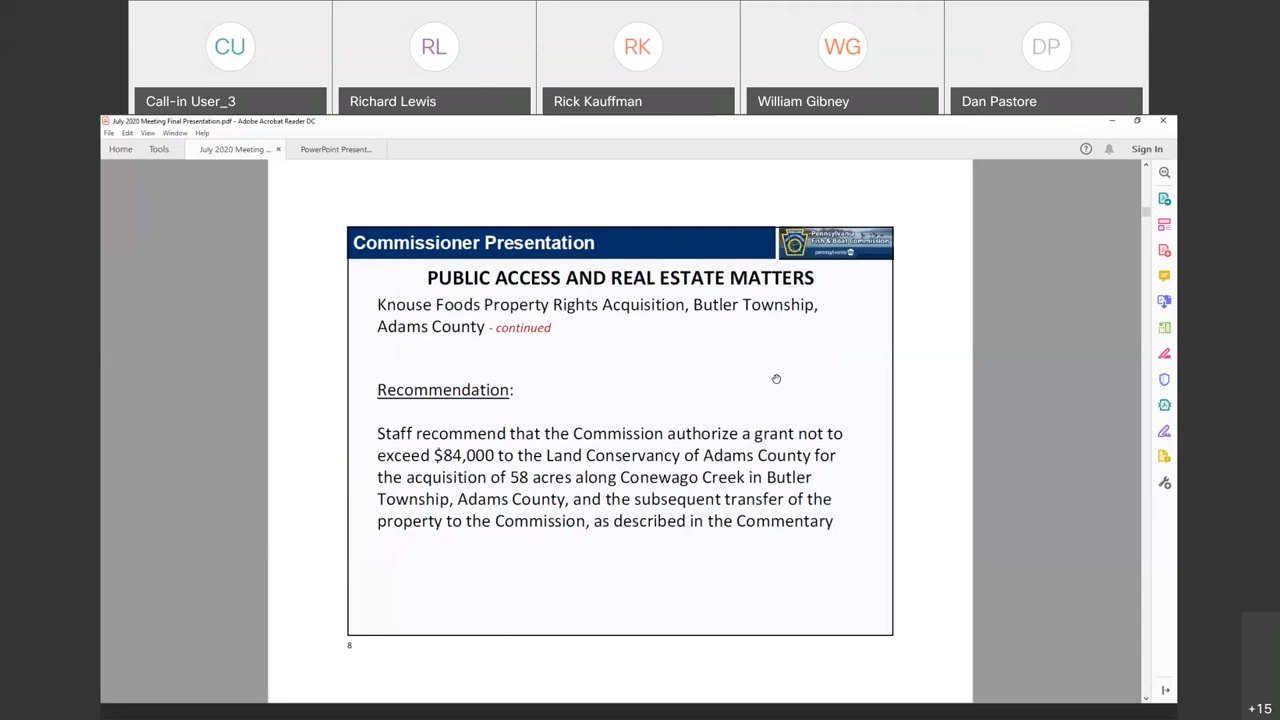 CU
RL
RK
WG
DP
Call-in User_3
Richard Lewis
Rick Kauffman
William Gibney
Dan Pastore
July 2020 Meeting Final Presentation.pdf - Adobe Acrobat Reader DC
File Edit View Window Help
Home Tools July 2020 Meeting ... × PowerPoint Present... ? Sign In
Commissioner Presentation
Pennsylvania
Fish & Boat Commission
pennsylvania
PUBLIC ACCESS AND REAL ESTATE MATTERS
Knouse Foods Property Rights Acquisition, Butler Township,
Adams County - continued
Recommendation:
Staff recommend that the Commission authorize a grant not to
exceed $84,000 to the Land Conservancy of Adams County for
the acquisition of 58 acres along Conewago Creek in Butler
Township, Adams County, and the subsequent transfer of the
property to the Commission, as described in the Commentary
8
+15